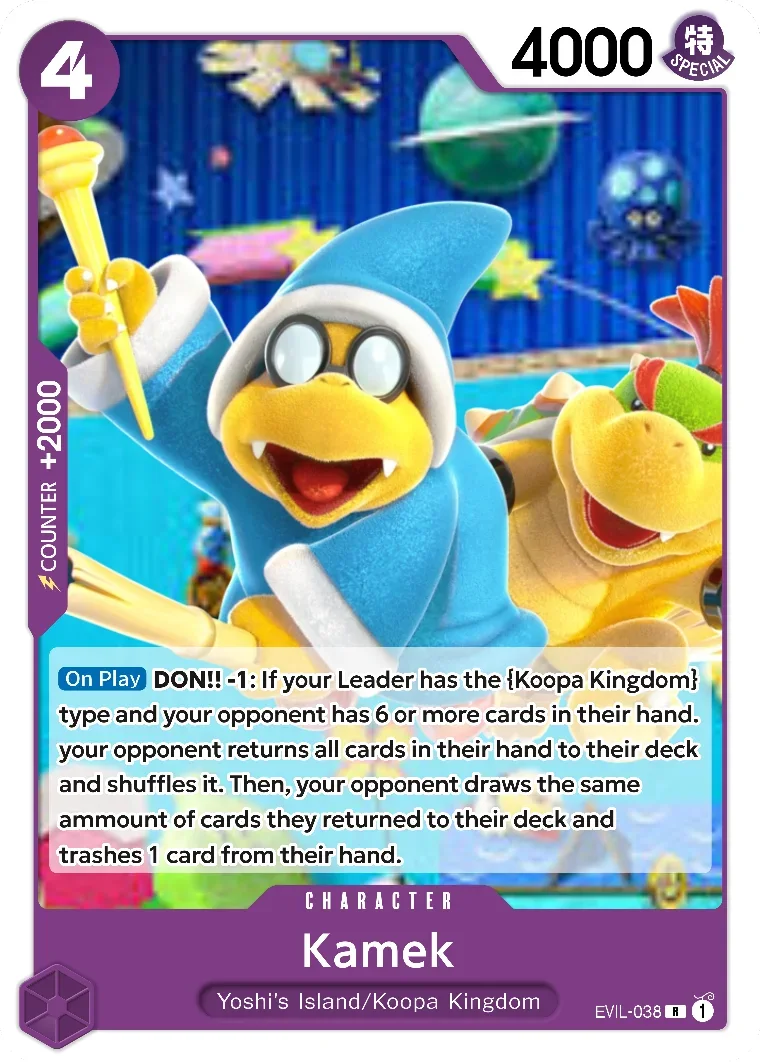 4
4000
特
SPECIAL
COUNTER +2000
On Play DON!! -1: If your Leader has the {Koopa Kingdom}
type and your opponent has 6 or more cards in their hand.
your opponent returns all cards in their hand to their deck
and shuffles it. Then, your opponent draws the same
ammount of cards they returned to their deck and
trashes 1 card from their hand.
CHARACTER
Kamek
Yoshi's Island/Koopa Kingdom
EVIL-038 R 1